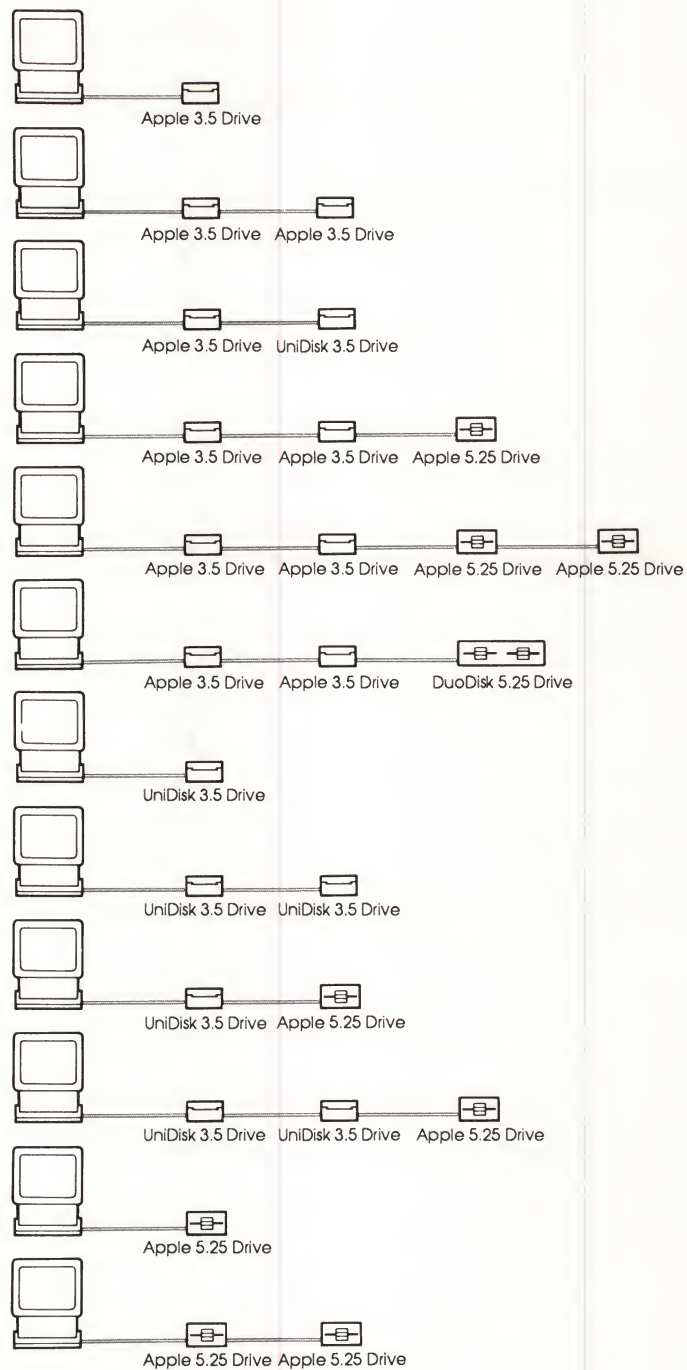 Apple 3.5 Drive
Apple 3.5 Drive Apple 3.5 Drive
Apple 3.5 Drive UniDisk 3.5 Drive
Apple 3.5 Drive Apple 3.5 Drive Apple 5.25 Drive
Apple 3.5 Drive Apple 3.5 Drive Apple 5.25 Drive Apple 5.25 Drive
Apple 3.5 Drive Apple 3.5 Drive DuoDisk 5.25 Drive
UniDisk 3.5 Drive
UniDisk 3.5 Drive UniDisk 3.5 Drive
UniDisk 3.5 Drive Apple 5.25 Drive
UniDisk 3.5 Drive UniDisk 3.5 Drive Apple 5.25 Drive
Apple 5.25 Drive
Apple 5.25 Drive Apple 5.25 Drive